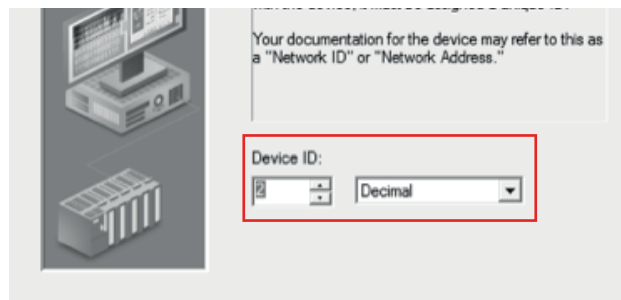 Your documentation for the device may refer to this as
a "Network ID" or "Network Address."
Device ID:
2
Decimal